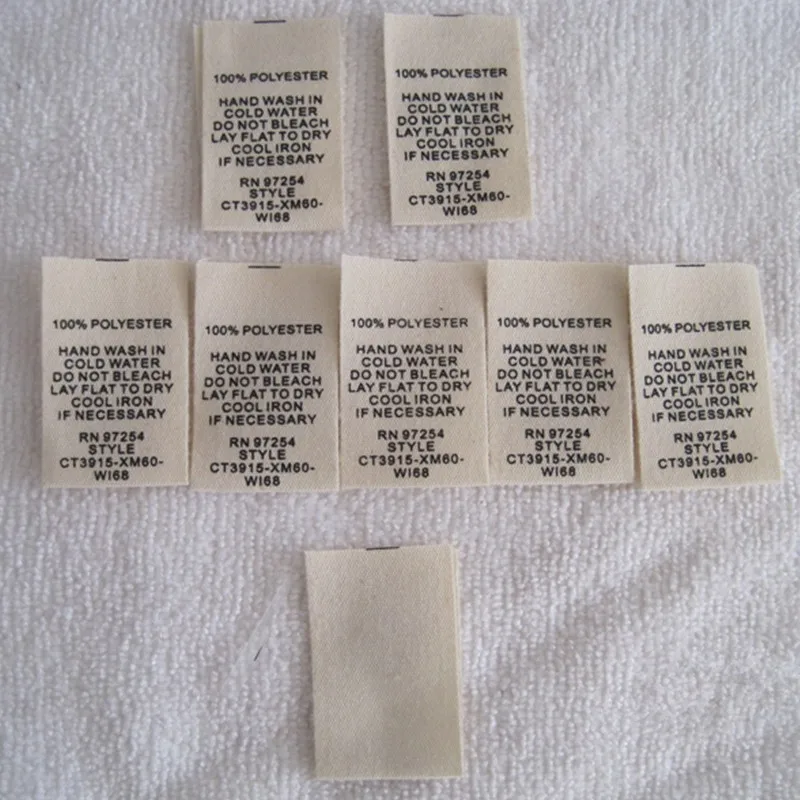 100% POLYESTER
HAND WASH IN
COLD WATER
DO NOT BLEACH
LAY FLAT TO DRY
COOL IRON
IF NECESSARY
RN 97254
STYLE
CT3915-XM60-
WI68
100% POLYESTER
HAND WASH IN
COLD WATER
DO NOT BLEACH
LAY FLAT TO DRY
COOL IRON
IF NECESSARY
RN 97254
STYLE
CT3915-XM60-
WI68
100% POLYESTER
HAND WASH IN
COLD WATER
DO NOT BLEACH
LAY FLAT TO DRY
COOL IRON
IF NECESSARY
RN 97254
STYLE
CT3915-XM60-
WI68
100% POLYESTER
HAND WASH IN
COLD WATER
DO NOT BLEACH
LAY FLAT TO DRY
COOL IRON
IF NECESSARY
RN 97254
STYLE
CT3915-XM60-
WI68
100% POLYESTER
HAND WASH IN
COLD WATER
DO NOT BLEACH
LAY FLAT TO DRY
COOL IRON
IF NECESSARY
RN 97254
STYLE
CT3915-XM60-
WI68
100% POLYESTER
HAND WASH IN
COLD WATER
DO NOT BLEACH
LAY FLAT TO DRY
COOL IRON
IF NECESSARY
RN 97254
STYLE
CT3915-XM60-
WI68
100% POLYESTER
HAND WASH IN
COLD WATER
DO NOT BLEACH
LAY FLAT TO DRY
COOL IRON
IF NECESSARY
RN 97254
STYLE
CT3915-XM60-
WI68